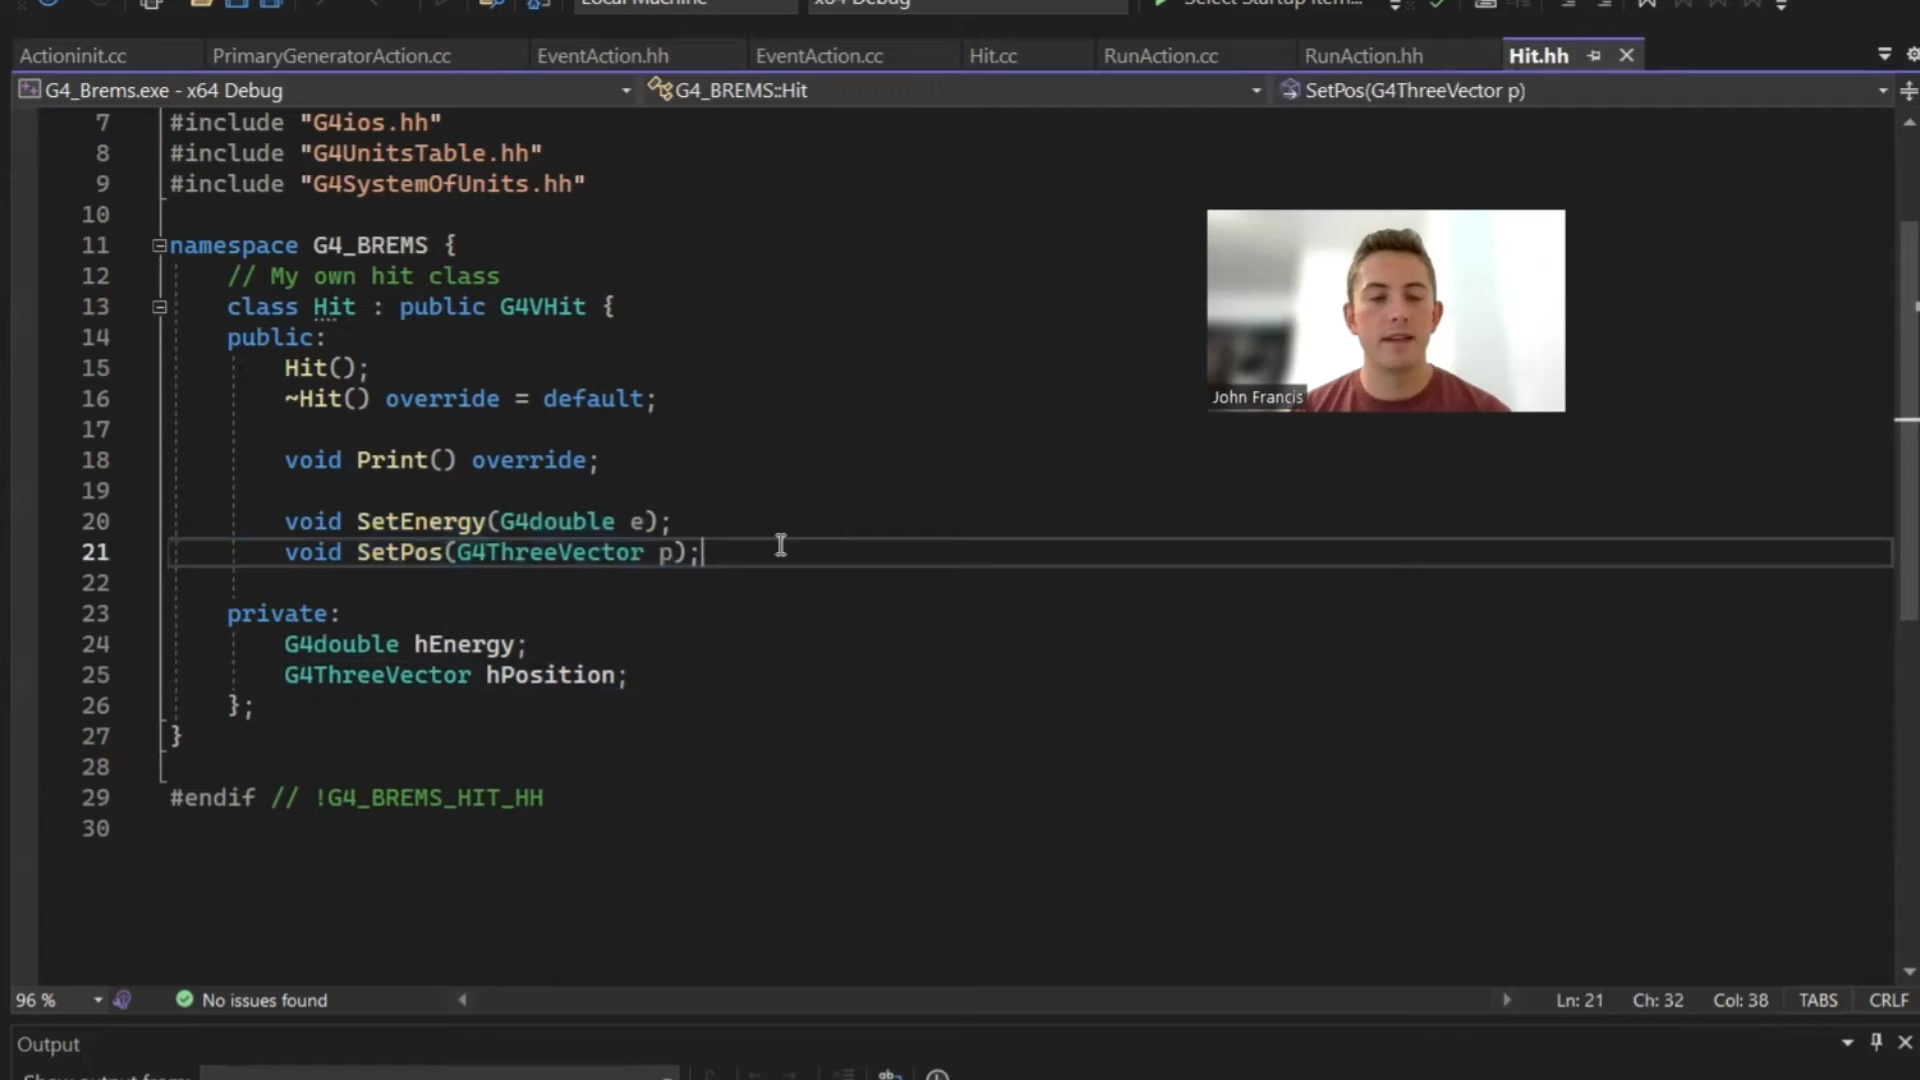 Local Machine x64 Debug Select Startup Item...
Actioninit.cc PrimaryGeneratorAction.cc EventAction.hh EventAction.cc Hit.cc RunAction.cc RunAction.hh Hit.hh
G4_Brems.exe - x64 Debug G4_BREMS::Hit SetPos(G4ThreeVector p)
7 #include "G4ios.hh"
8 #include "G4UnitsTable.hh"
9 #include "G4SystemOfUnits.hh"
10
11 namespace G4_BREMS {
12 // My own hit class
13 class Hit : public G4VHit {
14 public:
15 Hit();
16 ~Hit() override = default;
17
18 void Print() override;
19
20 void SetEnergy(G4double e);
21 void SetPos(G4ThreeVector p);
22
23 private:
24 G4double hEnergy;
25 G4ThreeVector hPosition;
26 };
27 }
28
29 #endif // !G4_BREMS_HIT_HH
30
John Francis
96 % No issues found Ln: 21 Ch: 32 Col: 38 TABS CRLF
Output
Show output from: